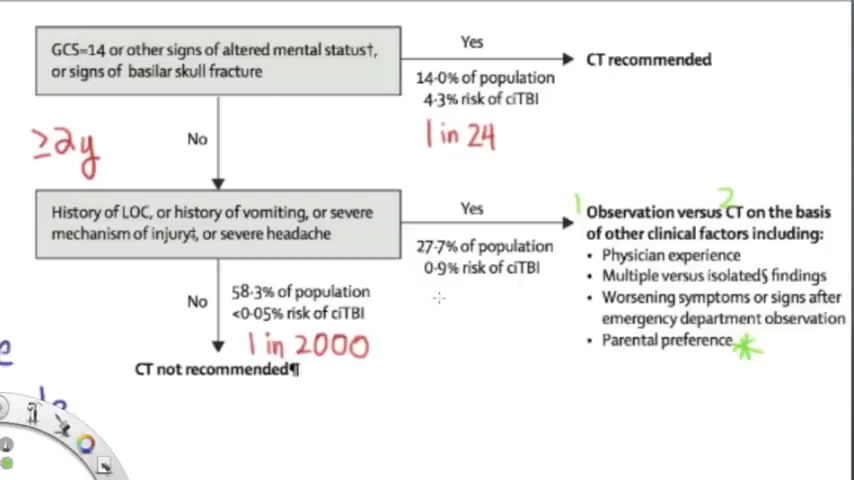 GCS=14 or other signs of altered mental status†,
or signs of basilar skull fracture
Yes
14·0% of population
4·3% risk of ciTBI
1 in 24
CT recommended
≥2y
No
History of LOC, or history of vomiting, or severe
mechanism of injury‡, or severe headache
Yes
27·7% of population
0·9% risk of ciTBI
1
2
Observation versus CT on the basis
of other clinical factors including:
• Physician experience
• Multiple versus isolated§ findings
• Worsening symptoms or signs after
emergency department observation
• Parental preference *
No
58·3% of population
<0·05% risk of ciTBI
1 in 2000
CT not recommended¶